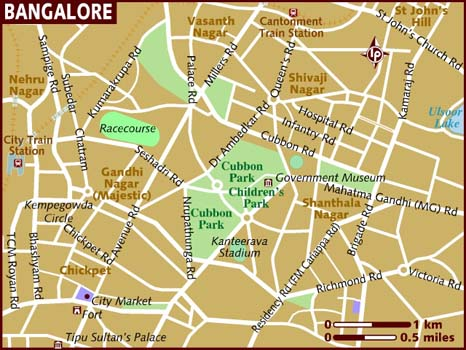 BANGALORE
Vasanth
Nagar
Cantonment
Train Station
St John's
Hill
St John's Church Rd
Sampige Rd
Subedar
Chatram
Kumarakrupa Rd
Palace Rd
Millers Rd
Queen's Rd
lp
Nehru
Nagar
Shivaji
Nagar
Kamaraj Rd
Ulsoor
Lake
Racecourse
Dr Ambedkar Rd
Hospital Rd
Infantry Rd
Cubbon Rd
City Train
Station
Seshadri Rd
Gandhi
Nagar
(Majestic)
Cubbon
Park
Government Museum
Children's
Park
Mahatma Gandhi (MG) Rd
Kempegowda
Circle
Nrupathunga Rd
Cubbon
Park
Shanthala
Nagar
Kanteerava
Stadium
Brigade Rd
TCM Royan Rd
Bhashyam Rd
Chickpet Rd
Avenue Rd
Chickpet
Residency Rd (FM Cariappa Rd)
Richmond Rd
Victoria Rd
City Market
Fort
Tipu Sultan's Palace
0
1 km
0
0.5 miles